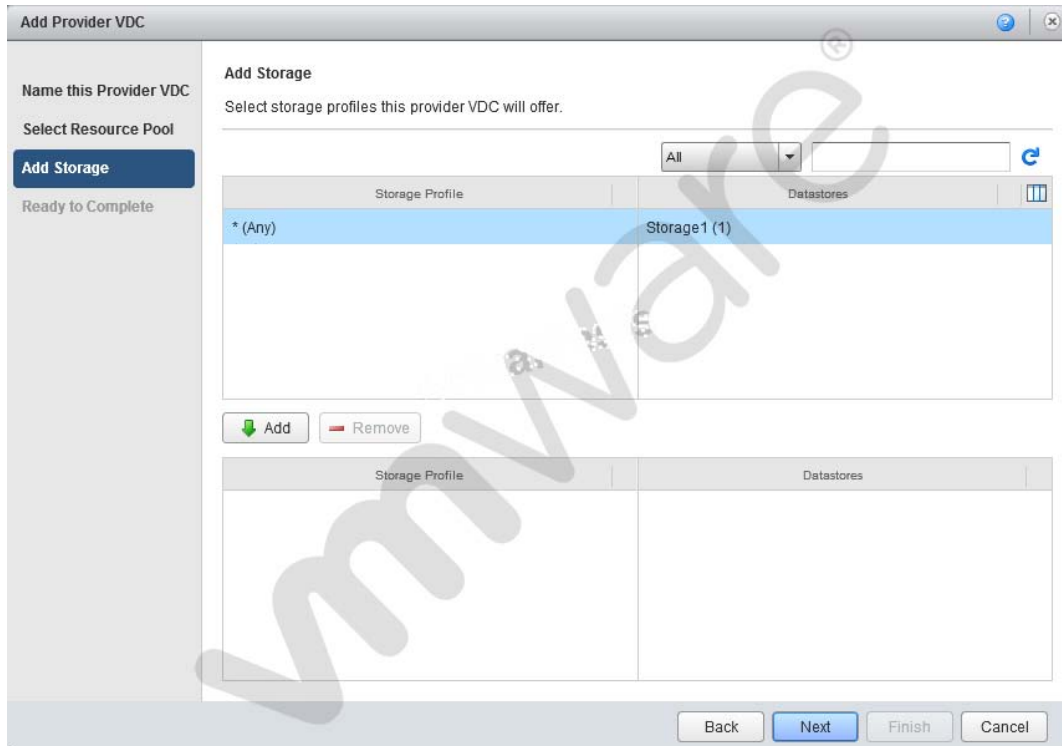 Add Provider VDC
Name this Provider VDC
Select Resource Pool
Add Storage
Ready to Complete
Add Storage
Select storage profiles this provider VDC will offer.
All
Storage Profile Datastores
* (Any) Storage1 (1)
Add Remove
Storage Profile Datastores
Back Next Finish Cancel
vmware®